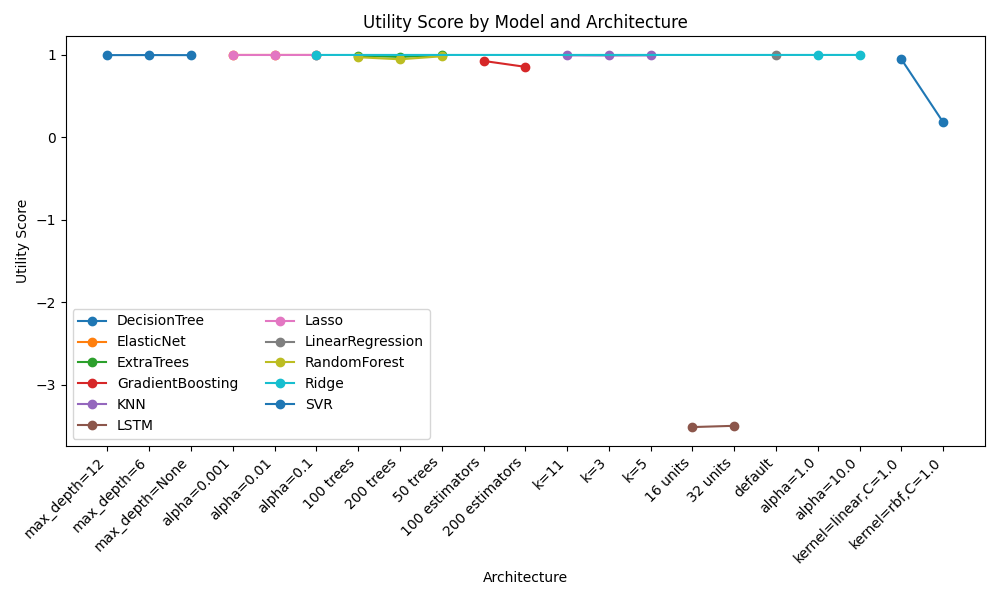 Utility Score by Model and Architecture
Utility Score
1
0
−1
−2
−3
DecisionTree
ElasticNet
ExtraTrees
GradientBoosting
KNN
LSTM
Lasso
LinearRegression
RandomForest
Ridge
SVR
max_depth=12
max_depth=6
max_depth=None
alpha=0.001
alpha=0.01
alpha=0.1
100 trees
200 trees
50 trees
100 estimators
200 estimators
k=11
k=3
k=5
16 units
32 units
default
alpha=1.0
alpha=10.0
kernel=linear,C=1.0
kernel=rbf,C=1.0
Architecture